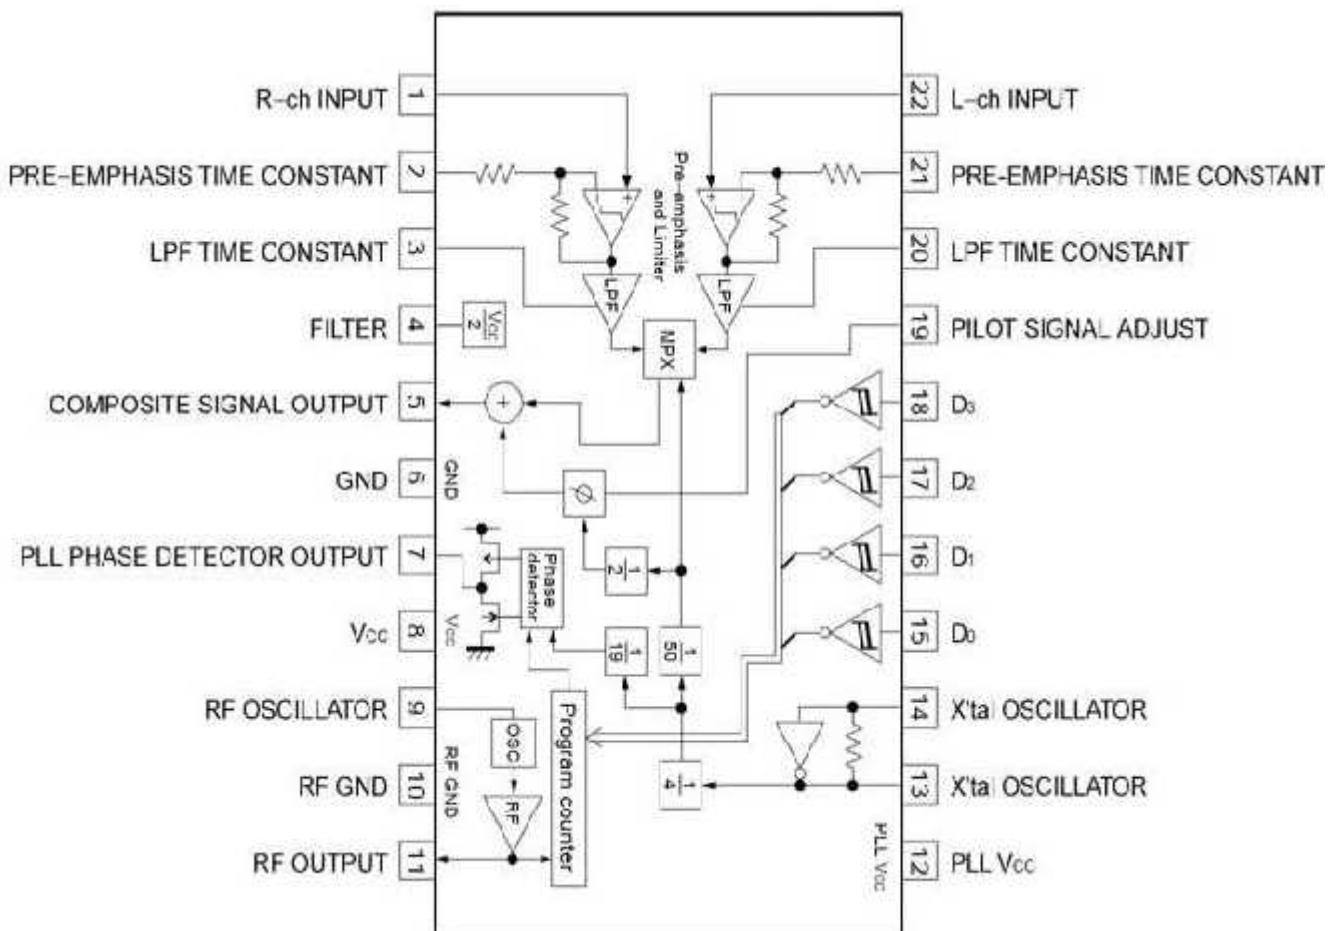 R-ch INPUT 1
22 L-ch INPUT
PRE-EMPHASIS TIME CONSTANT 2
21 PRE-EMPHASIS TIME CONSTANT
Pre-amphasis
and Limiter
+
+
LPF TIME CONSTANT 3
20 LPF TIME CONSTANT
LPF
LPF
FILTER 4
Vcc
2
MPX
19 PILOT SIGNAL ADJUST
COMPOSITE SIGNAL OUTPUT 5
+
18 D3
GND 6 GND
ø
17 D2
PLL PHASE DETECTOR OUTPUT 7
Phase
detector
1
2
16 D1
Vcc 8 Vcc
1
19
1
50
15 D0
RF OSCILLATOR 9
OSC
Program counter
14 X'tal OSCILLATOR
RF GND 10 RF GND
RF
1
4
13 X'tal OSCILLATOR
RF OUTPUT 11
PLL Vcc
12 PLL Vcc